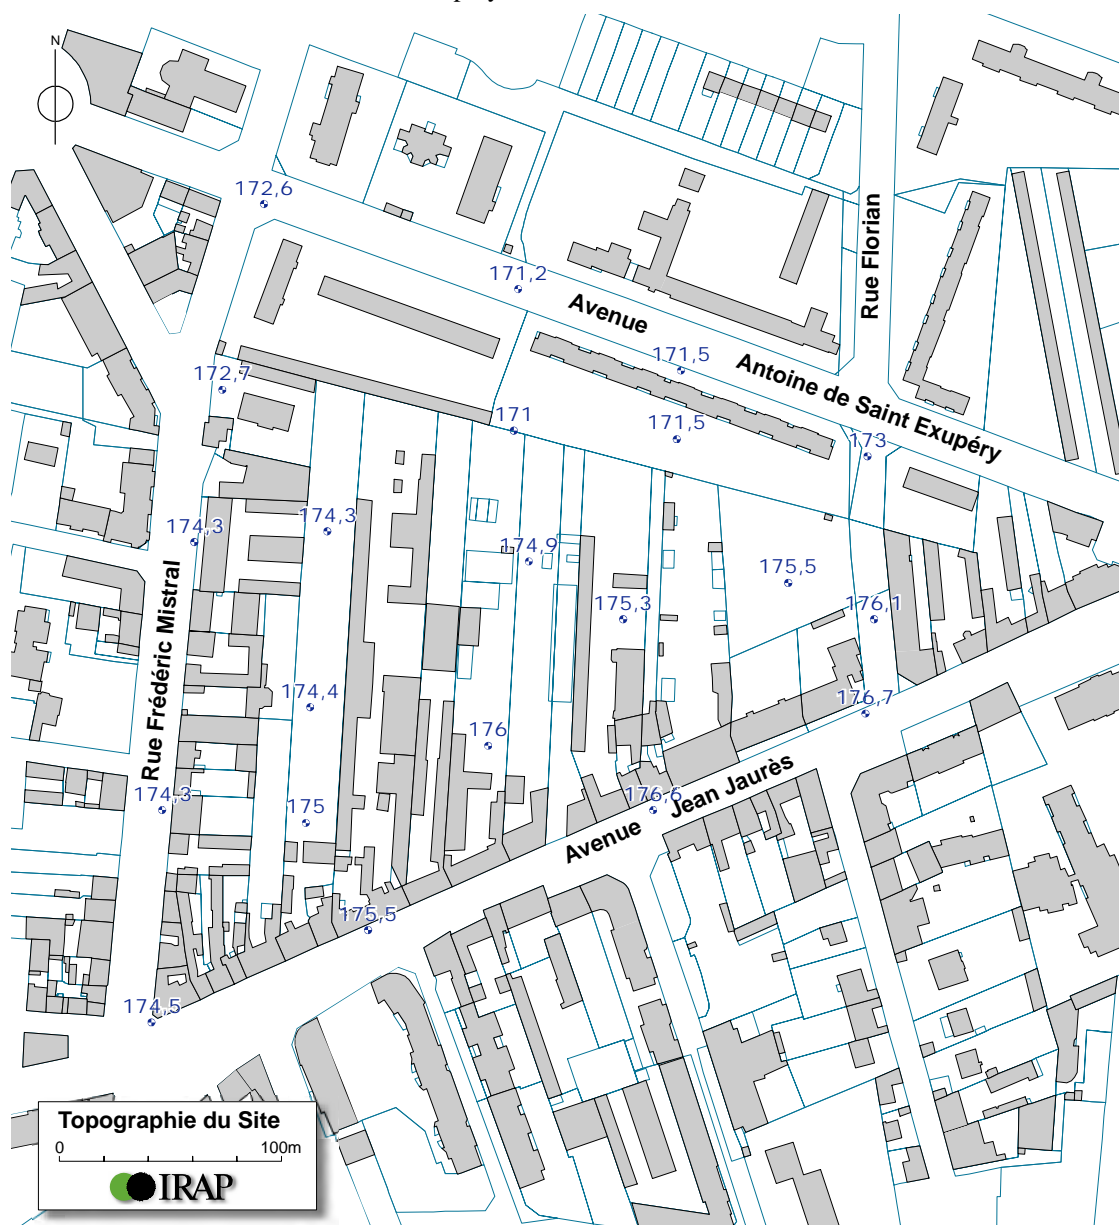 N
172,6
171,2
Rue Florian
Avenue
171,5
Antoine de Saint Exupéry
172,7
171
171,5
173
174,3
174,3
174,9
175,5
175,3
176,1
Rue Frédéric Mistral
174,4
176,7
176
174,3
175
176,6
Avenue Jean Jaurès
175,5
174,5
Topographie du Site
0 100m
IRAP